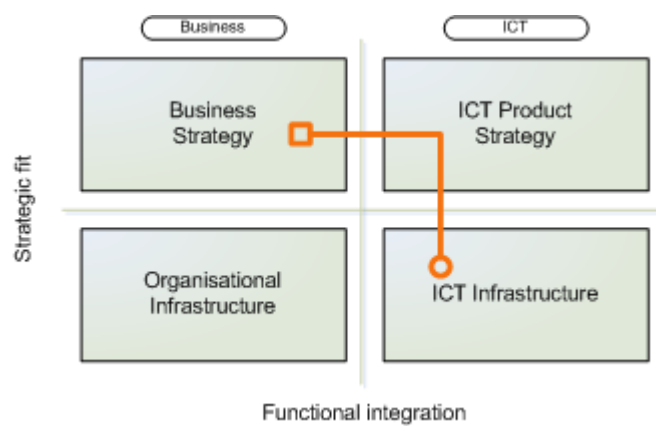 Business
ICT
Business
Strategy
ICT Product
Strategy
Strategic fit
Organisational
Infrastructure
ICT Infrastructure
Functional integration